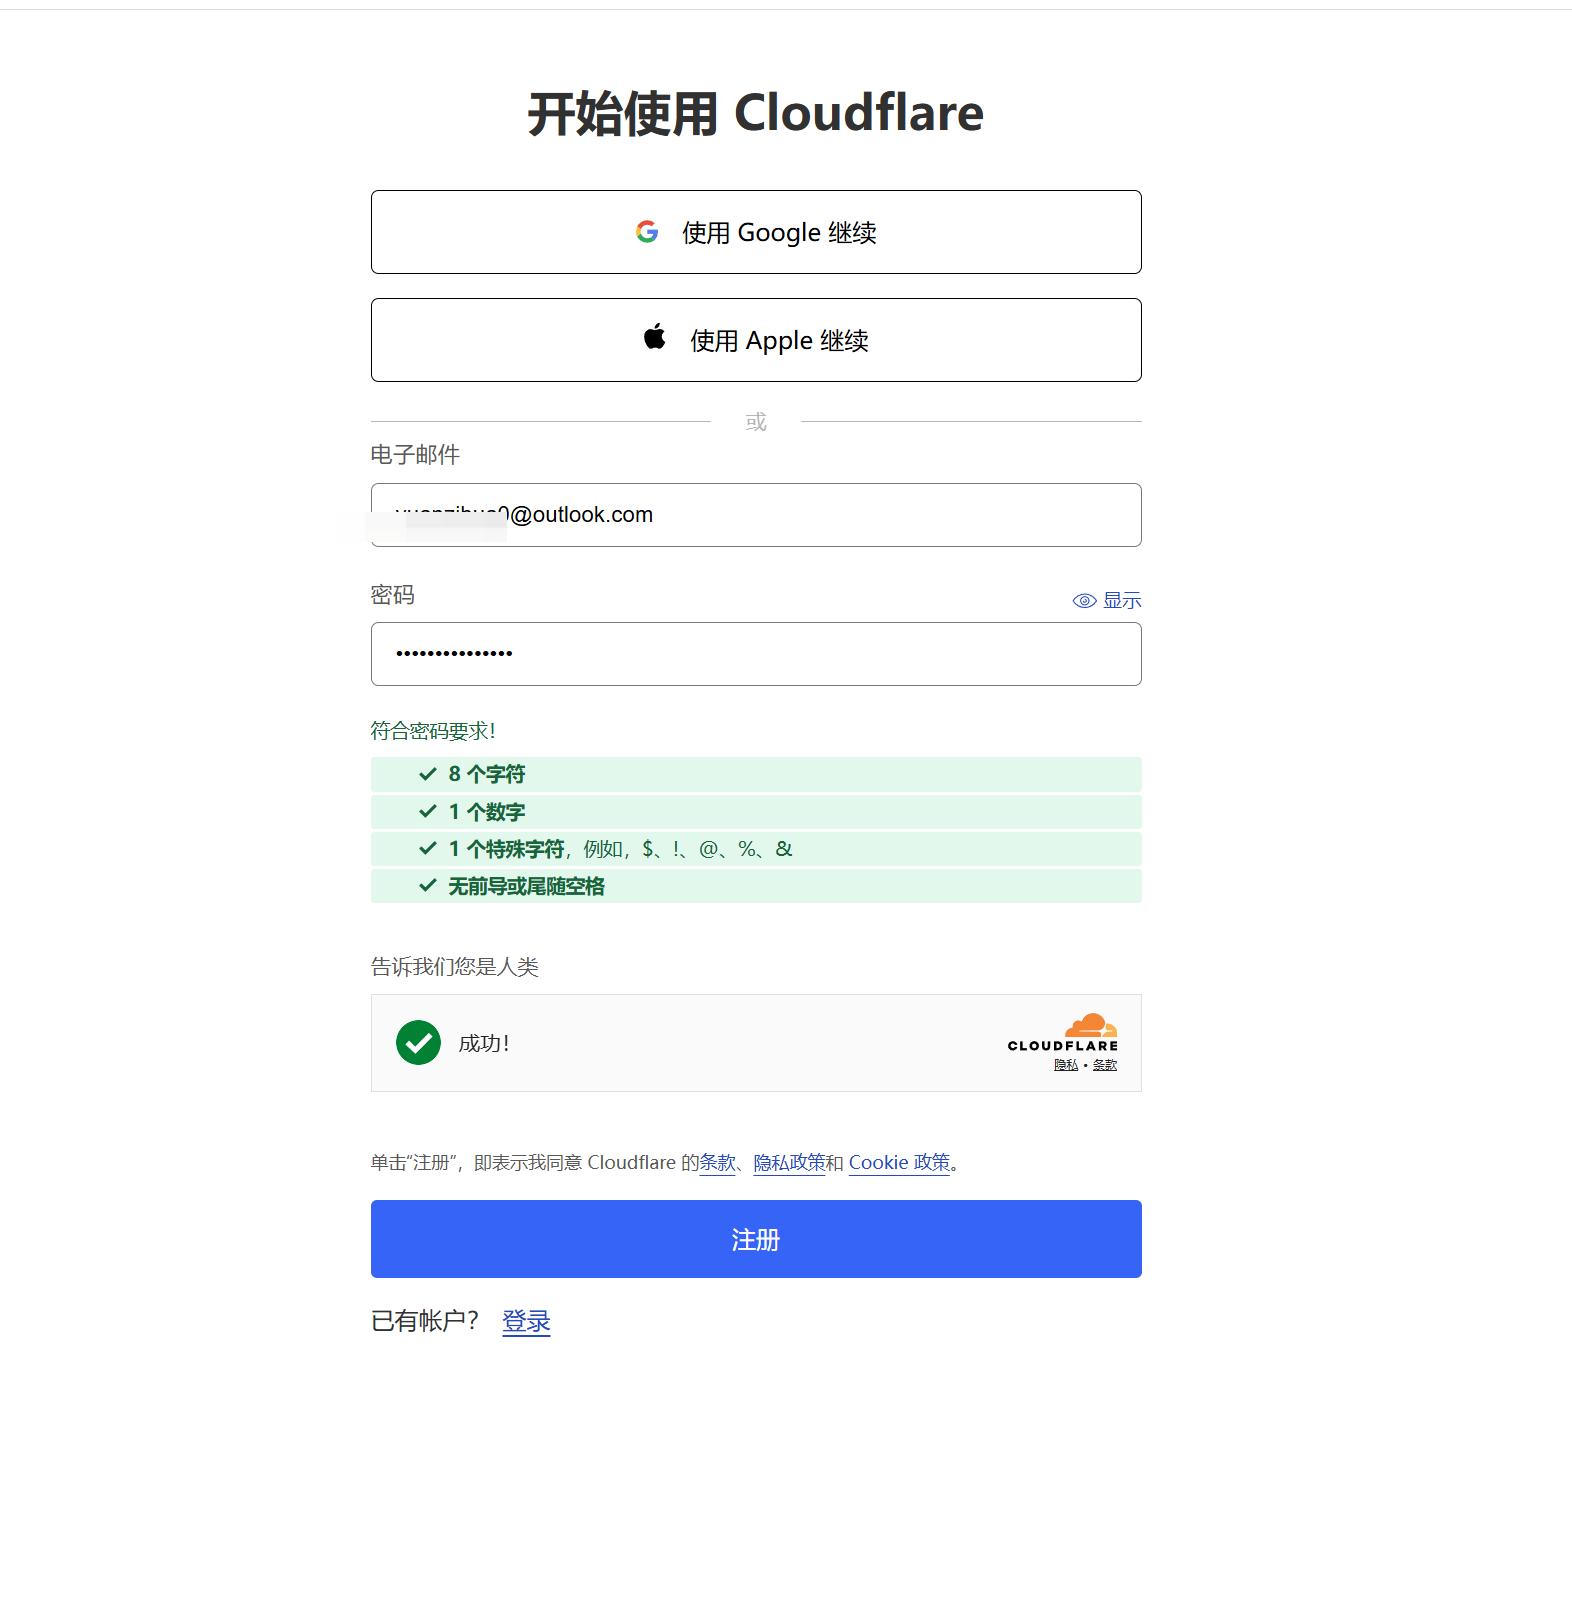 开始使用 Cloudflare
使用 Google 继续
使用 Apple 继续
或
电子邮件
@outlook.com
密码
显示
•••••••••••••••
符合密码要求!
8 个字符
1 个数字
1 个特殊字符，例如，$、!、@、%、&
无前导或尾随空格
告诉我们您是人类
成功!
CLOUDFLARE
隐私 • 条款
单击“注册”，即表示我同意 Cloudflare 的条款、隐私政策和 Cookie 政策。
注册
已有帐户？ 登录